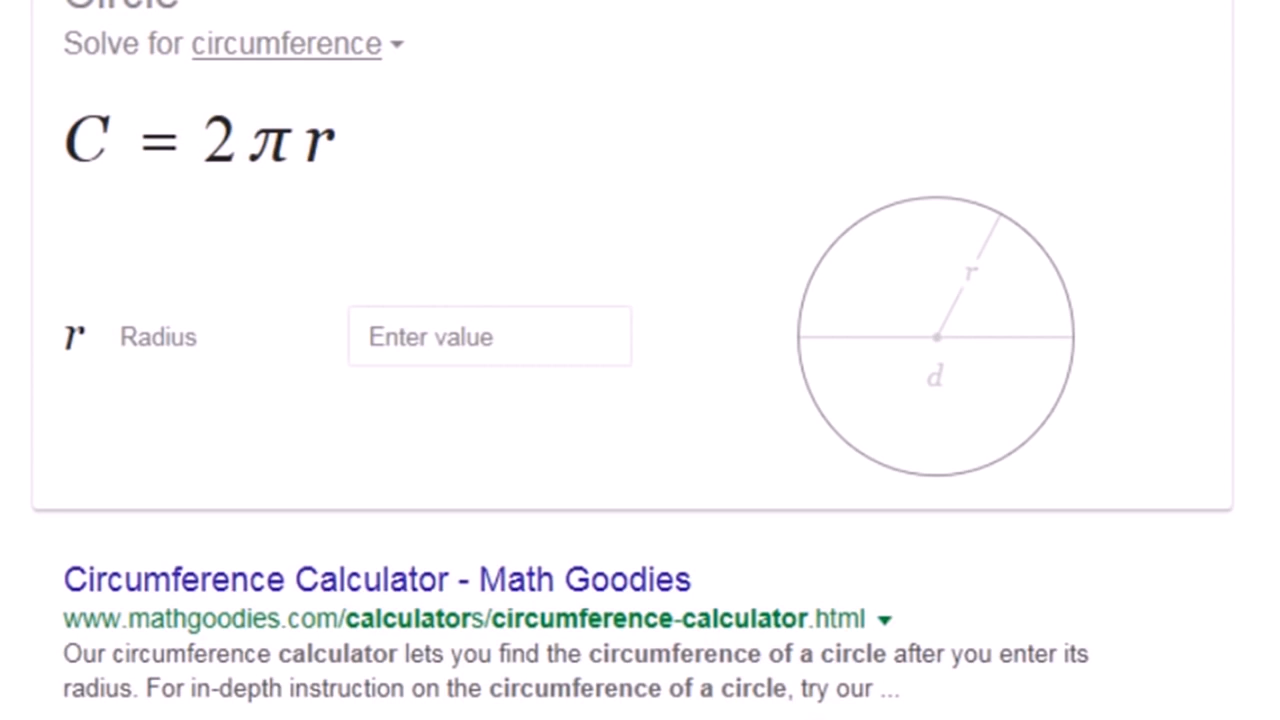 Circle
Solve for circumference
C = 2 π r
r
r Radius Enter value
d
Circumference Calculator - Math Goodies
www.mathgoodies.com/calculators/circumference-calculator.html
Our circumference calculator lets you find the circumference of a circle after you enter its
radius. For in-depth instruction on the circumference of a circle, try our ...